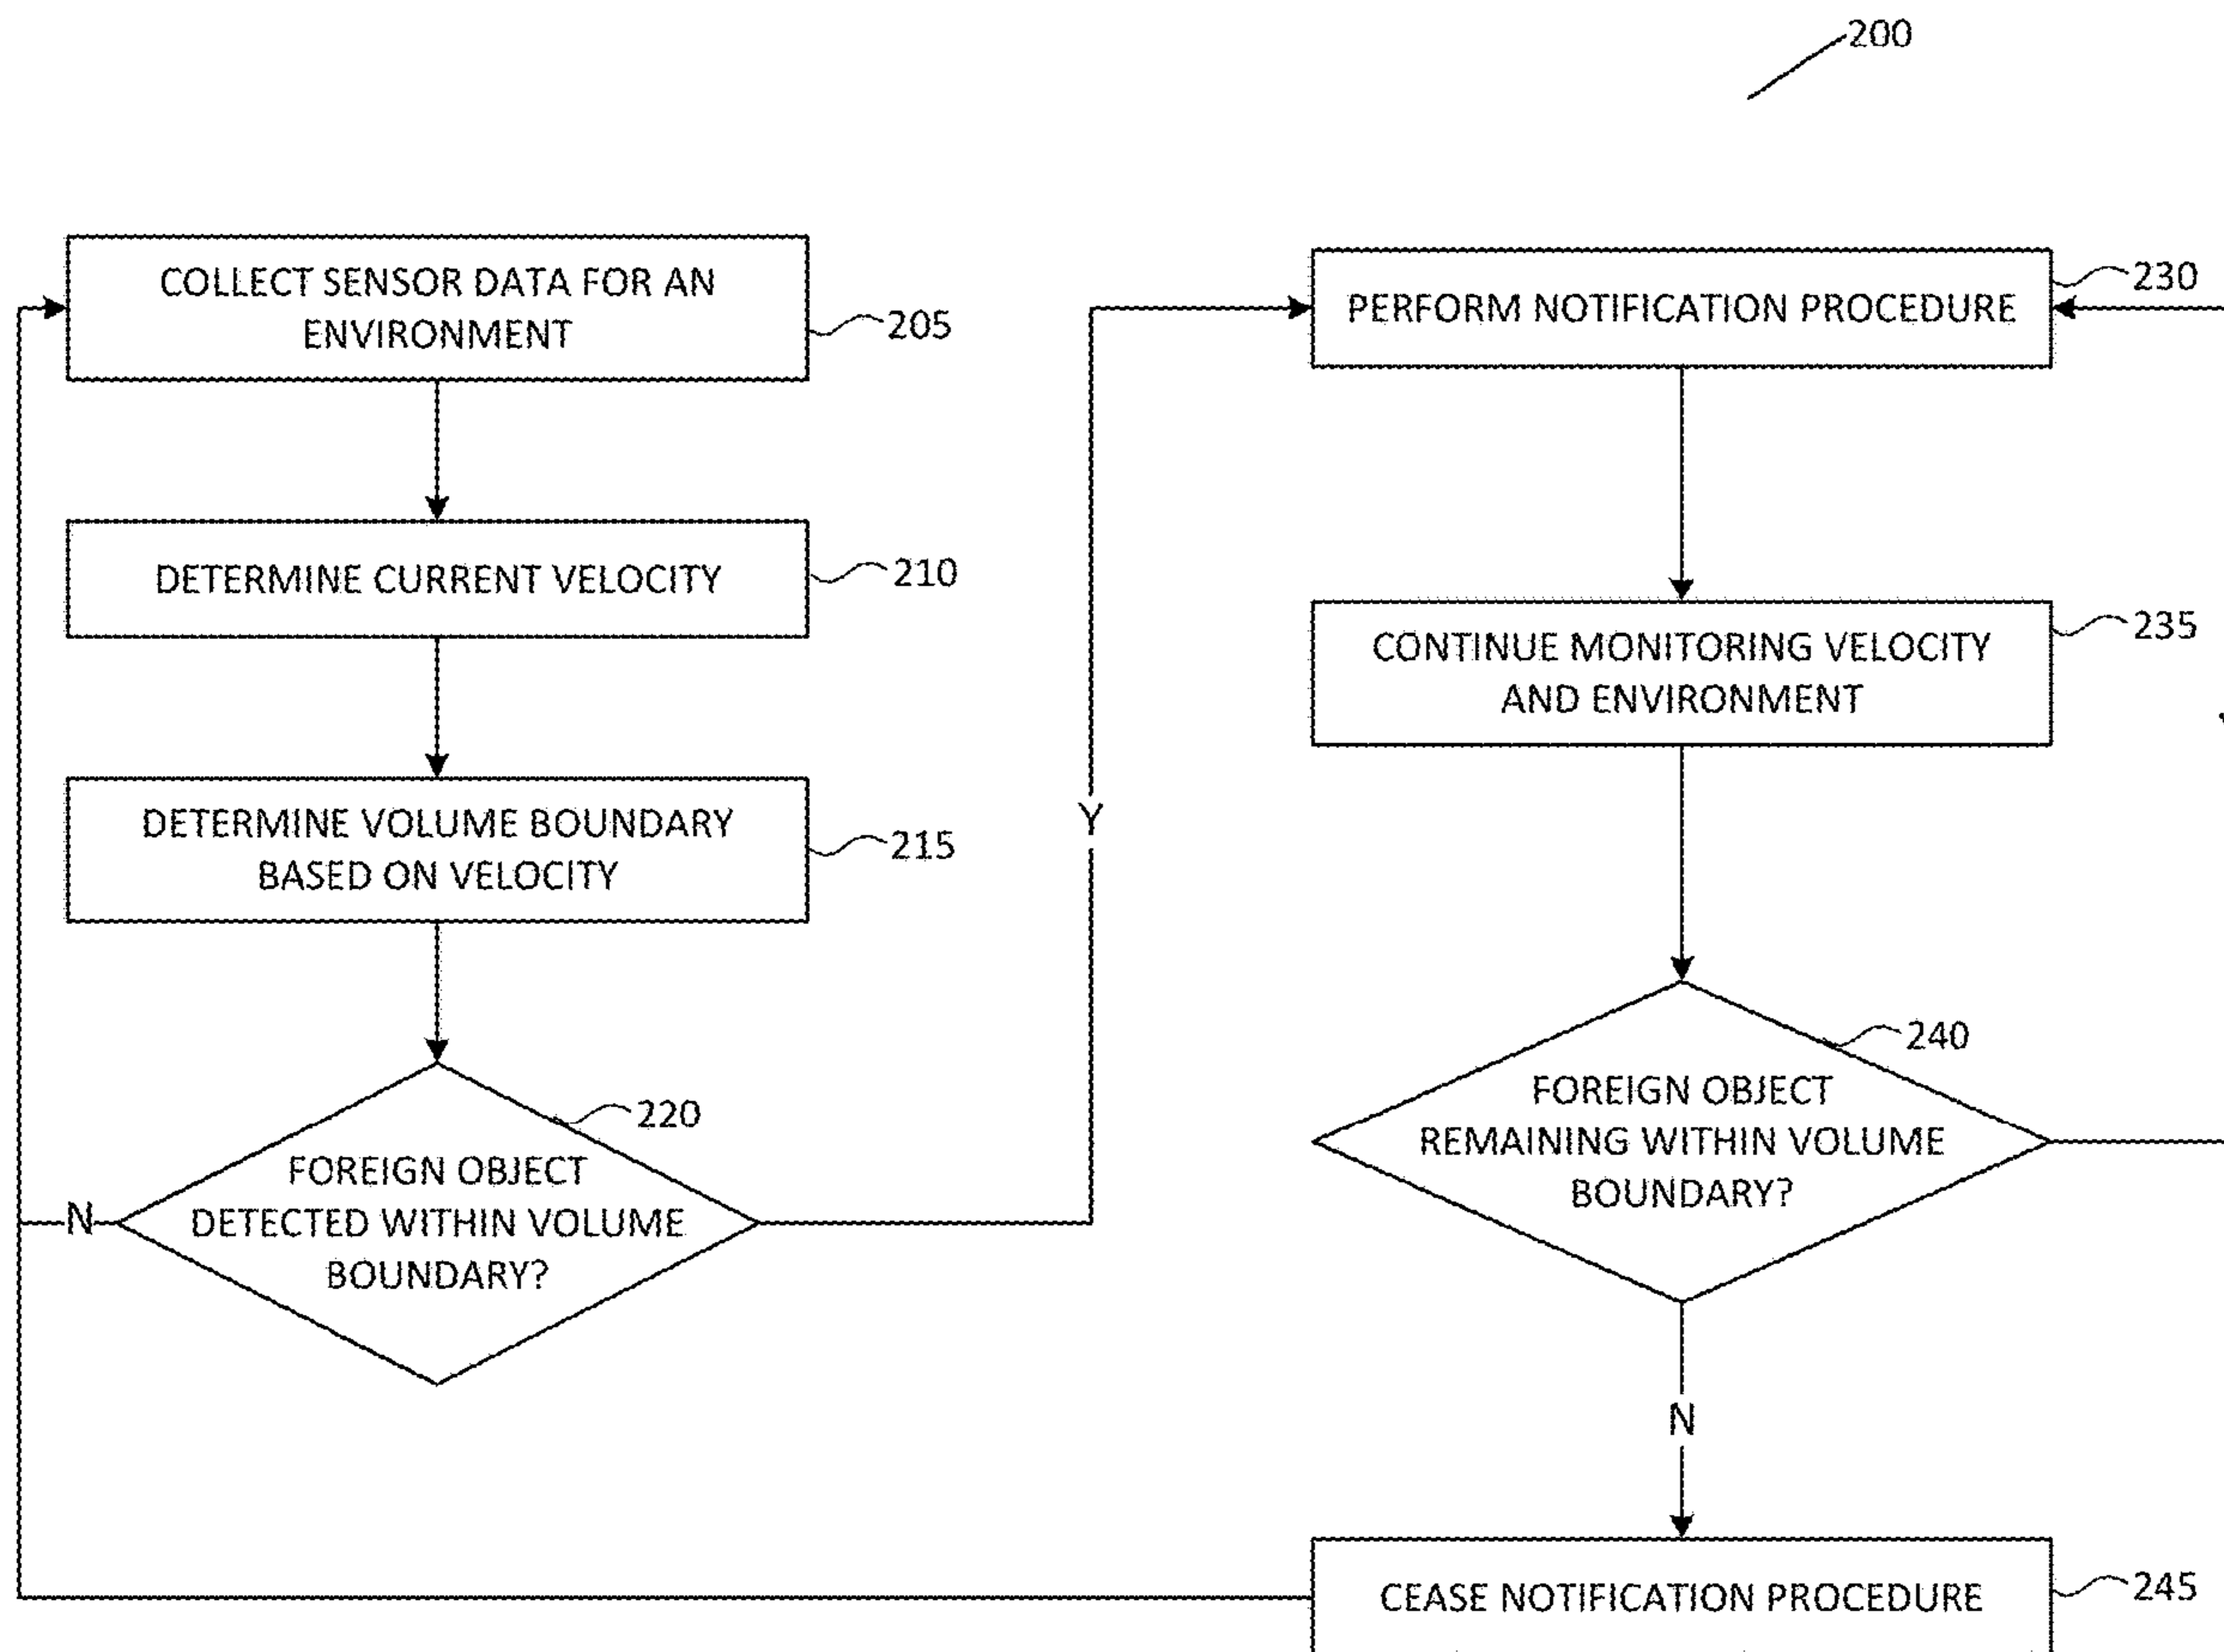 200
COLLECT SENSOR DATA FOR AN
ENVIRONMENT
205
DETERMINE CURRENT VELOCITY
210
DETERMINE VOLUME BOUNDARY
BASED ON VELOCITY
215
220
FOREIGN OBJECT
DETECTED WITHIN VOLUME
BOUNDARY?
N
Y
PERFORM NOTIFICATION PROCEDURE
230
CONTINUE MONITORING VELOCITY
AND ENVIRONMENT
235
240
FOREIGN OBJECT
REMAINING WITHIN VOLUME
BOUNDARY?
N
CEASE NOTIFICATION PROCEDURE
245